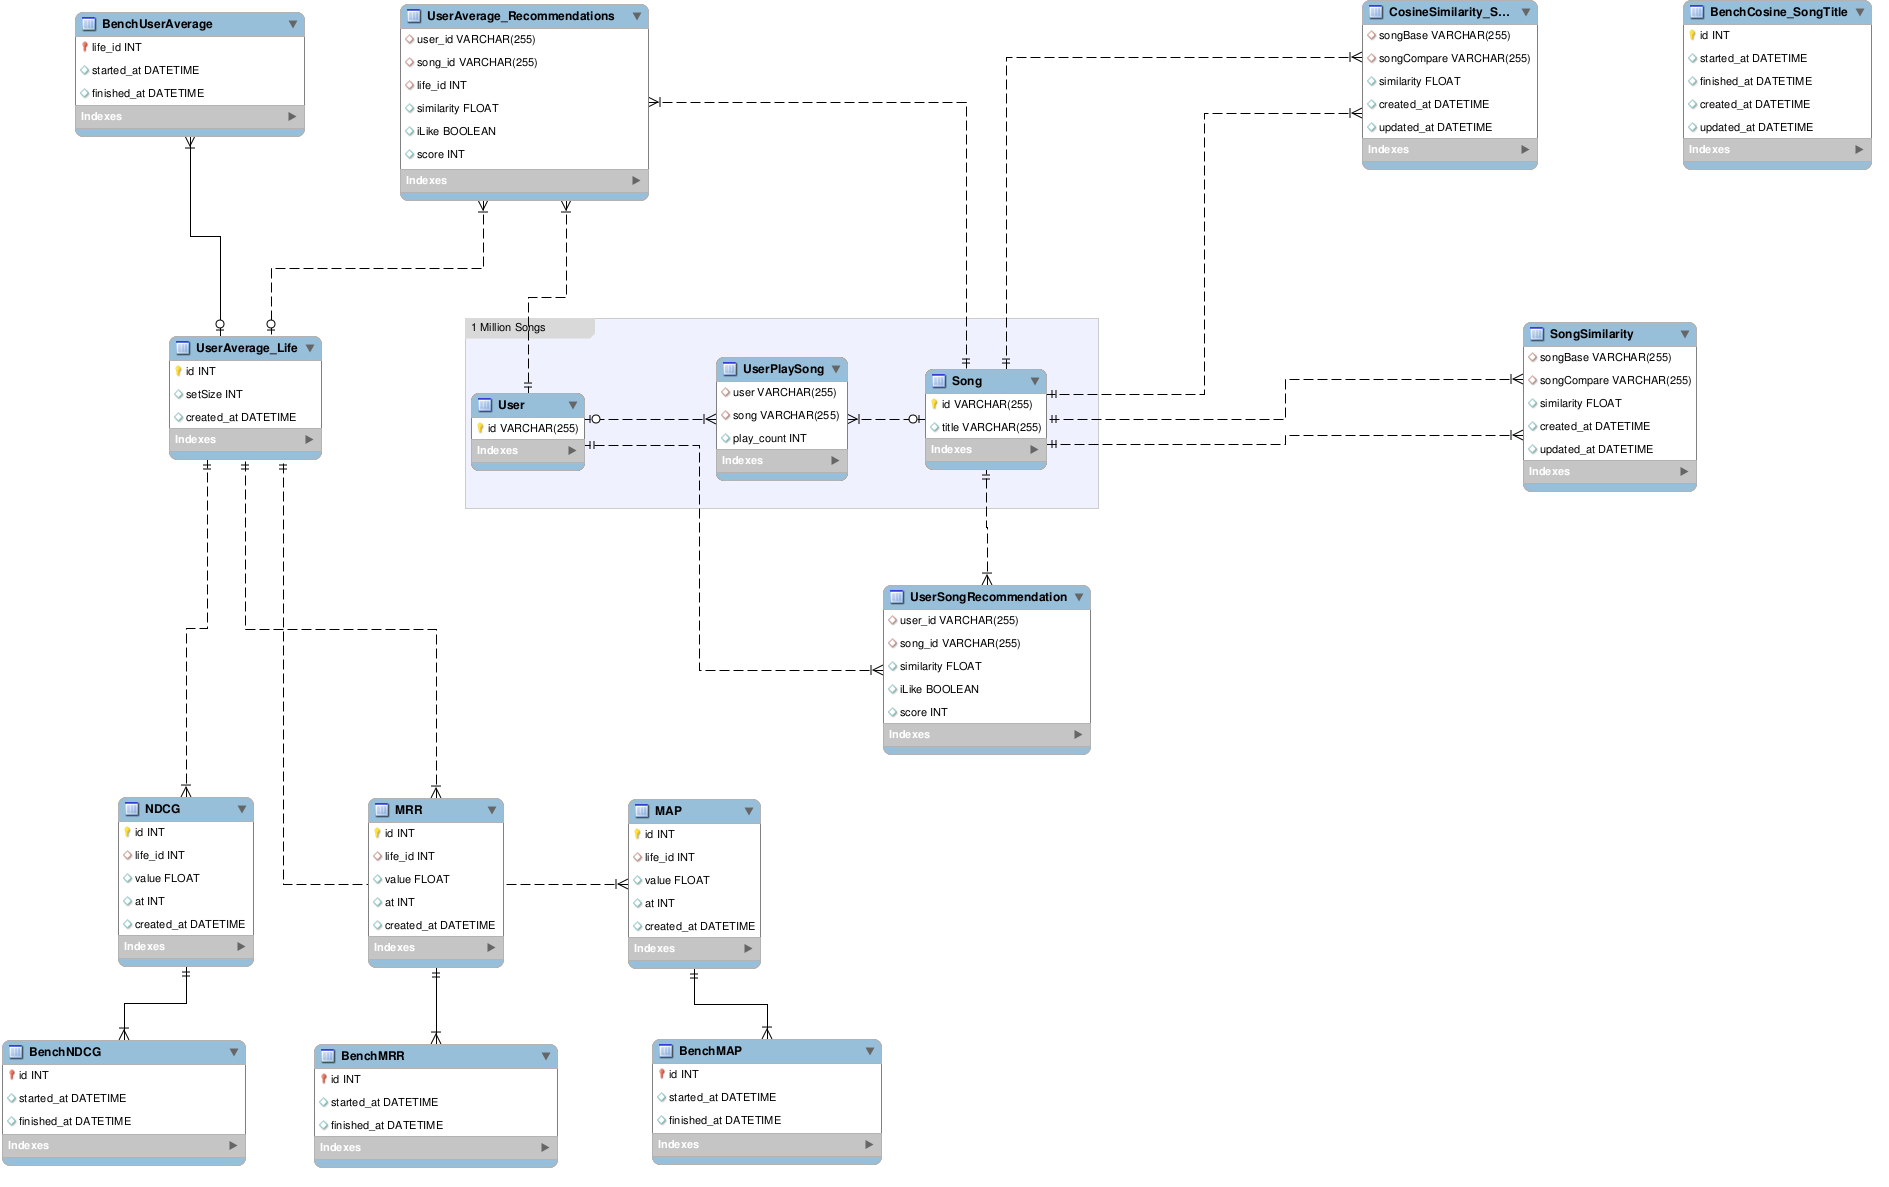 BenchUserAverage
life_id INT
started_at DATETIME
finished_at DATETIME
Indexes
UserAverage_Recommendations
user_id VARCHAR(255)
song_id VARCHAR(255)
life_id INT
similarity FLOAT
iLike BOOLEAN
score INT
Indexes
CosineSimilarity_S...
songBase VARCHAR(255)
songCompare VARCHAR(255)
similarity FLOAT
created_at DATETIME
updated_at DATETIME
Indexes
BenchCosine_SongTitle
id INT
started_at DATETIME
finished_at DATETIME
created_at DATETIME
updated_at DATETIME
Indexes
UserAverage_Life
id INT
setSize INT
created_at DATETIME
Indexes
1 Million Songs
User
id VARCHAR(255)
Indexes
UserPlaySong
user VARCHAR(255)
song VARCHAR(255)
play_count INT
Indexes
Song
id VARCHAR(255)
title VARCHAR(255)
Indexes
SongSimilarity
songBase VARCHAR(255)
songCompare VARCHAR(255)
similarity FLOAT
created_at DATETIME
updated_at DATETIME
Indexes
UserSongRecommendation
user_id VARCHAR(255)
song_id VARCHAR(255)
similarity FLOAT
iLike BOOLEAN
score INT
Indexes
NDCG
id INT
life_id INT
value FLOAT
at INT
created_at DATETIME
Indexes
MRR
id INT
life_id INT
value FLOAT
at INT
created_at DATETIME
Indexes
MAP
id INT
life_id INT
value FLOAT
at INT
created_at DATETIME
Indexes
BenchNDCG
id INT
started_at DATETIME
finished_at DATETIME
Indexes
BenchMRR
id INT
started_at DATETIME
finished_at DATETIME
Indexes
BenchMAP
id INT
started_at DATETIME
finished_at DATETIME
Indexes